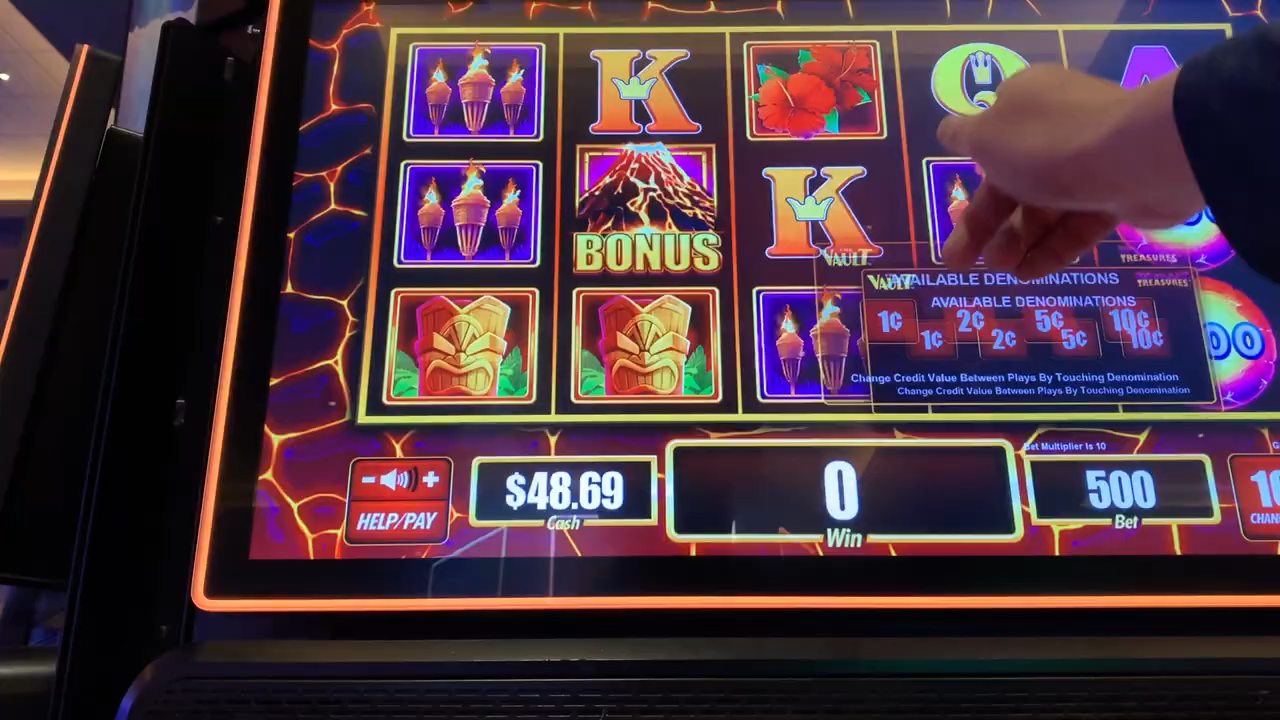 K
Q
A
BONUS
K
VAULT
TREASURES
VAULT
AVAILABLE DENOMINATIONS
TREASURES
AVAILABLE DENOMINATIONS
1¢ 2¢ 5¢ 10¢
1¢ 2¢ 5¢ 10¢
Change Credit Value Between Plays By Touching Denomination
Change Credit Value Between Plays By Touching Denomination
Bet Multiplier Is 10
- +
HELP/PAY
$48.69
Cash
0
Win
500
Bet